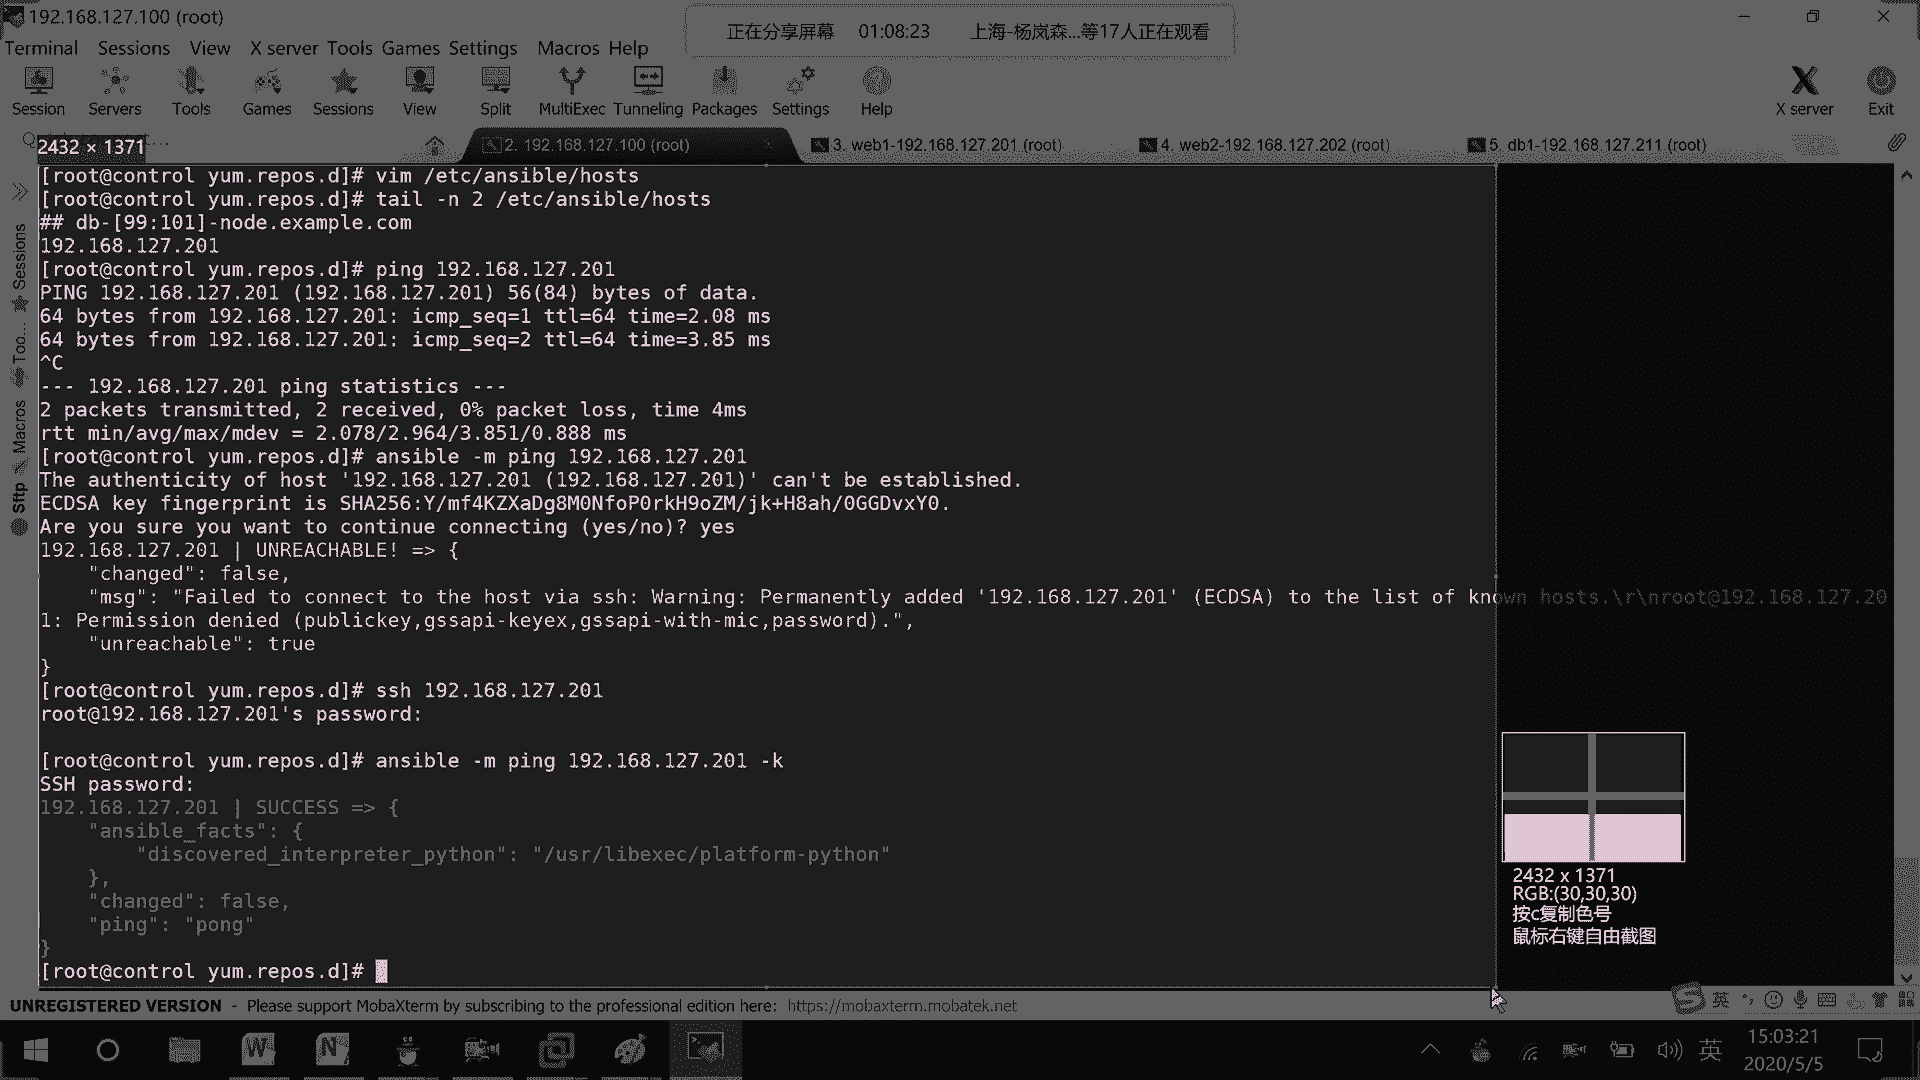 192.168.127.100 (root)
正在分享屏幕 01:08:23 上海-杨岚森...等17人正在观看
Terminal Sessions View X server Tools Games Settings Macros Help
Session Servers Tools Games Sessions View Split MultiExec Tunneling Packages Settings Help X server Exit
2432 × 1371
2. 192.168.127.100 (root) 3. web1-192.168.127.201 (root) 4. web2-192.168.127.202 (root) 5. db1-192.168.127.211 (root)
Sessions
Too...
Macros
Sftp
[root@control yum.repos.d]# vim /etc/ansible/hosts
[root@control yum.repos.d]# tail -n 2 /etc/ansible/hosts
## db-[99:101]-node.example.com
192.168.127.201
[root@control yum.repos.d]# ping 192.168.127.201
PING 192.168.127.201 (192.168.127.201) 56(84) bytes of data.
64 bytes from 192.168.127.201: icmp_seq=1 ttl=64 time=2.08 ms
64 bytes from 192.168.127.201: icmp_seq=2 ttl=64 time=3.85 ms
^C
--- 192.168.127.201 ping statistics ---
2 packets transmitted, 2 received, 0% packet loss, time 4ms
rtt min/avg/max/mdev = 2.078/2.964/3.851/0.888 ms
[root@control yum.repos.d]# ansible -m ping 192.168.127.201
The authenticity of host '192.168.127.201 (192.168.127.201)' can't be established.
ECDSA key fingerprint is SHA256:Y/mf4KZXaDg8M0NfoP0rkH9oZM/jk+H8ah/0GGDvxY0.
Are you sure you want to continue connecting (yes/no)? yes
192.168.127.201 | UNREACHABLE! => {
    "changed": false,
    "msg": "Failed to connect to the host via ssh: Warning: Permanently added '192.168.127.201' (ECDSA) to the list of known hosts.\r\nroot@192.168.127.20
1: Permission denied (publickey,gssapi-keyex,gssapi-with-mic,password).",
    "unreachable": true
}
[root@control yum.repos.d]# ssh 192.168.127.201
root@192.168.127.201's password:
[root@control yum.repos.d]# ansible -m ping 192.168.127.201 -k
SSH password:
192.168.127.201 | SUCCESS => {
    "ansible_facts": {
        "discovered_interpreter_python": "/usr/libexec/platform-python"
    },
    "changed": false,
    "ping": "pong"
}
[root@control yum.repos.d]#
2432 x 1371
RGB:(30,30,30)
按c复制色号
鼠标右键自由截图
UNREGISTERED VERSION - Please support MobaXterm by subscribing to the professional edition here: https://mobaxterm.mobatek.net
英
英 15:03:21
2020/5/5